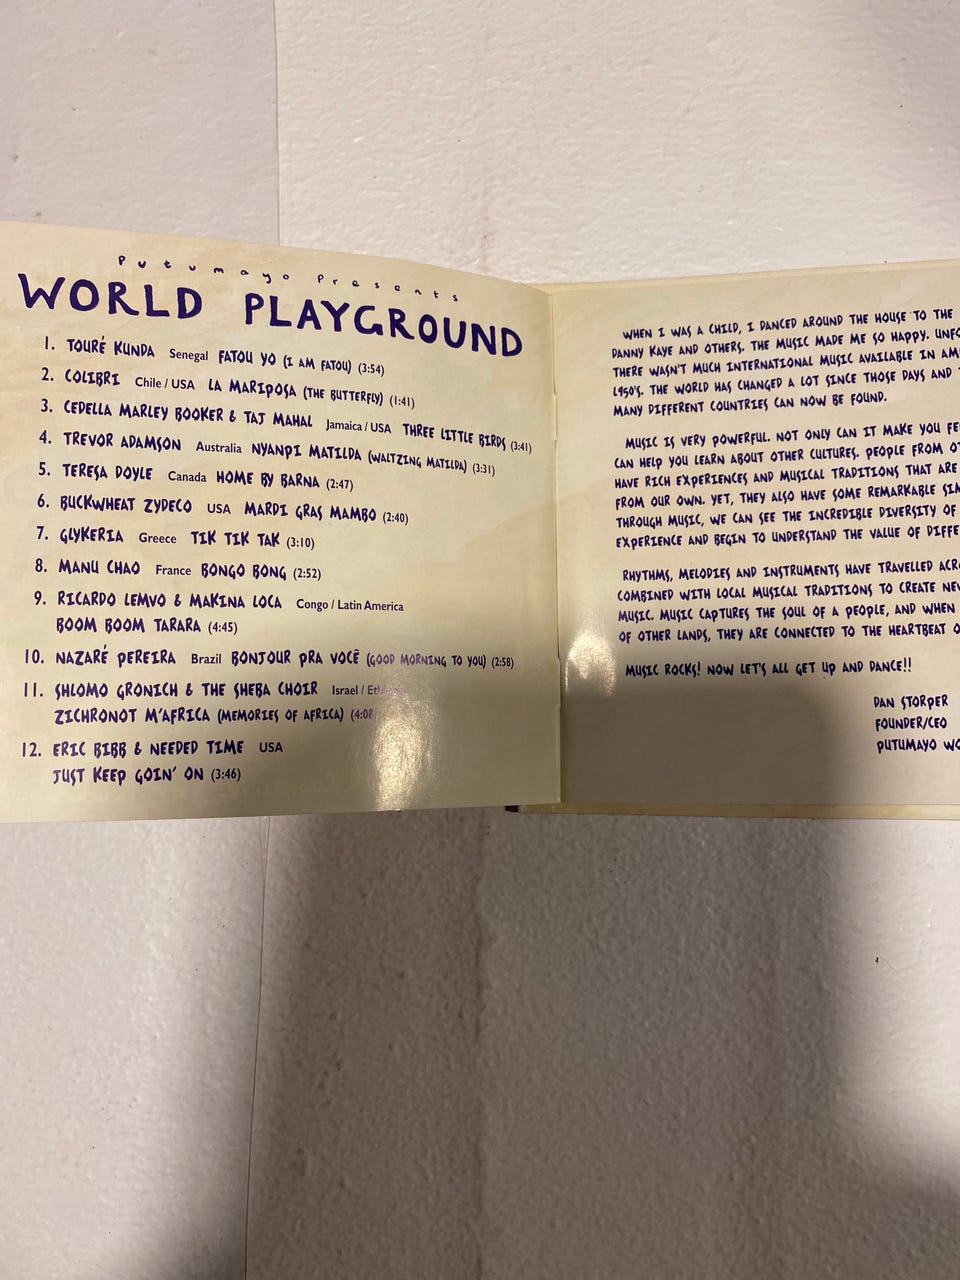 Putumayo Presents
WORLD PLAYGROUND
1. TOURÉ KUNDA Senegal FATOU YO (I AM FATOU) (3:54)
2. COLIBRI Chile / USA LA MARIPOSA (THE BUTTERFLY) (1:41)
3. CEDELLA MARLEY BOOKER & TAJ MAHAL Jamaica / USA THREE LITTLE BIRDS (3:41)
4. TREVOR ADAMSON Australia NYANPI MATILDA (WALTZING MATILDA) (3:31)
5. TERESA DOYLE Canada HOME BY BARNA (2:47)
6. BUCKWHEAT ZYDECO USA MARDI GRAS MAMBO (2:40)
7. GLYKERIA Greece TIK TIK TAK (3:10)
8. MANU CHAO France BONGO BONG (2:52)
9. RICARDO LEMVO & MAKINA LOCA Congo / Latin America
BOOM BOOM TARARA (4:45)
10. NAZARÉ PEREIRA Brazil BONJOUR PRA VOCÊ (GOOD MORNING TO YOU) (2:58)
11. SHLOMO GRONICH & THE SHEBA CHOIR Israel /
ZICHRONOT M'AFRICA (MEMORIES OF AFRICA) (4:08)
12. ERIC BIBB & NEEDED TIME USA
JUST KEEP GOIN' ON (3:46)
WHEN I WAS A CHILD, I DANCED AROUND THE HOUSE TO THE
DANNY KAYE AND OTHERS. THE MUSIC MADE ME SO HAPPY.
THERE WASN'T MUCH INTERNATIONAL MUSIC AVAILABLE IN
1950'S. THE WORLD HAS CHANGED A LOT SINCE THOSE DAYS AND
MANY DIFFERENT COUNTRIES CAN NOW BE FOUND.
MUSIC IS VERY POWERFUL. NOT ONLY CAN IT MAKE YOU
CAN HELP YOU LEARN ABOUT OTHER CULTURES. PEOPLE FROM
HAVE RICH EXPERIENCES AND MUSICAL TRADITIONS THAT ARE
FROM OUR OWN. YET, THEY ALSO HAVE SOME REMARKABLE
THROUGH MUSIC, WE CAN SEE THE INCREDIBLE DIVERSITY OF
EXPERIENCE AND BEGIN TO UNDERSTAND THE VALUE OF
RHYTHMS, MELODIES AND INSTRUMENTS HAVE TRAVELLED
COMBINED WITH LOCAL MUSICAL TRADITIONS TO CREATE
MUSIC. MUSIC CAPTURES THE SOUL OF A PEOPLE, AND WHEN
OF OTHER LANDS, THEY ARE CONNECTED TO THE HEARTBEAT
MUSIC ROCKS! NOW LET'S ALL GET UP AND DANCE!!
DAN STORPER
FOUNDER/CEO
PUTUMAYO